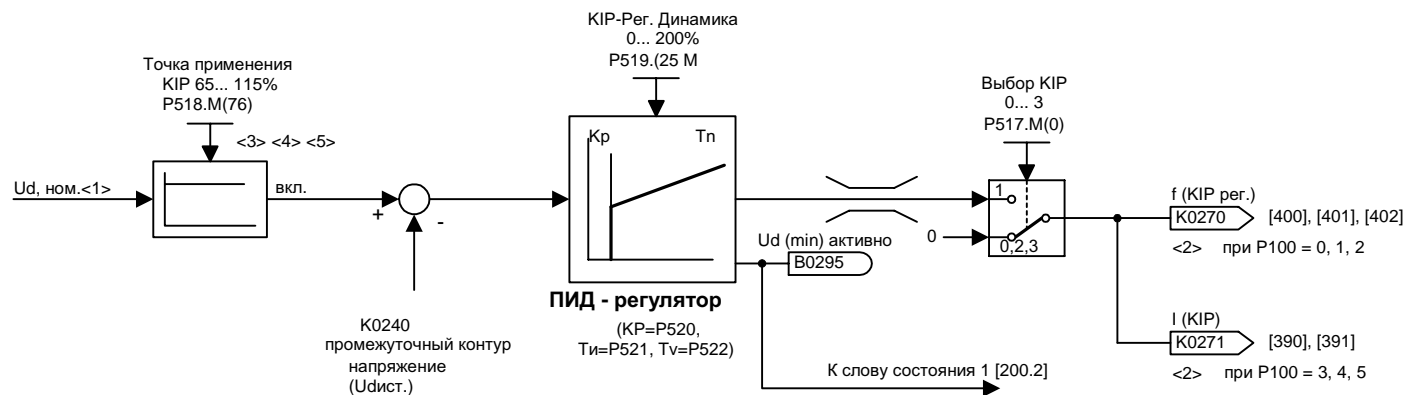 KIP-Рег. Динамика
0... 200%
P519.(25 M
Точка применения
KIP 65... 115%
P518.M(76)
<3> <4> <5>
Выбор KIP
0... 3
P517.M(0)
Kp
Tn
Ud, ном.<1>
вкл.
+
-
1
0
0,2,3
f (KIP рег.)
K0270
[400], [401], [402]
<2> при P100 = 0, 1, 2
Ud (min) активно
B0295
ПИД - регулятор
(KP=P520,
Tи=P521, Tv=P522)
K0240
промежуточный контур
напряжение
(Udист.)
I (KIP)
K0271
[390], [391]
<2> при P100 = 3, 4, 5
К слову состояния 1 [200.2]